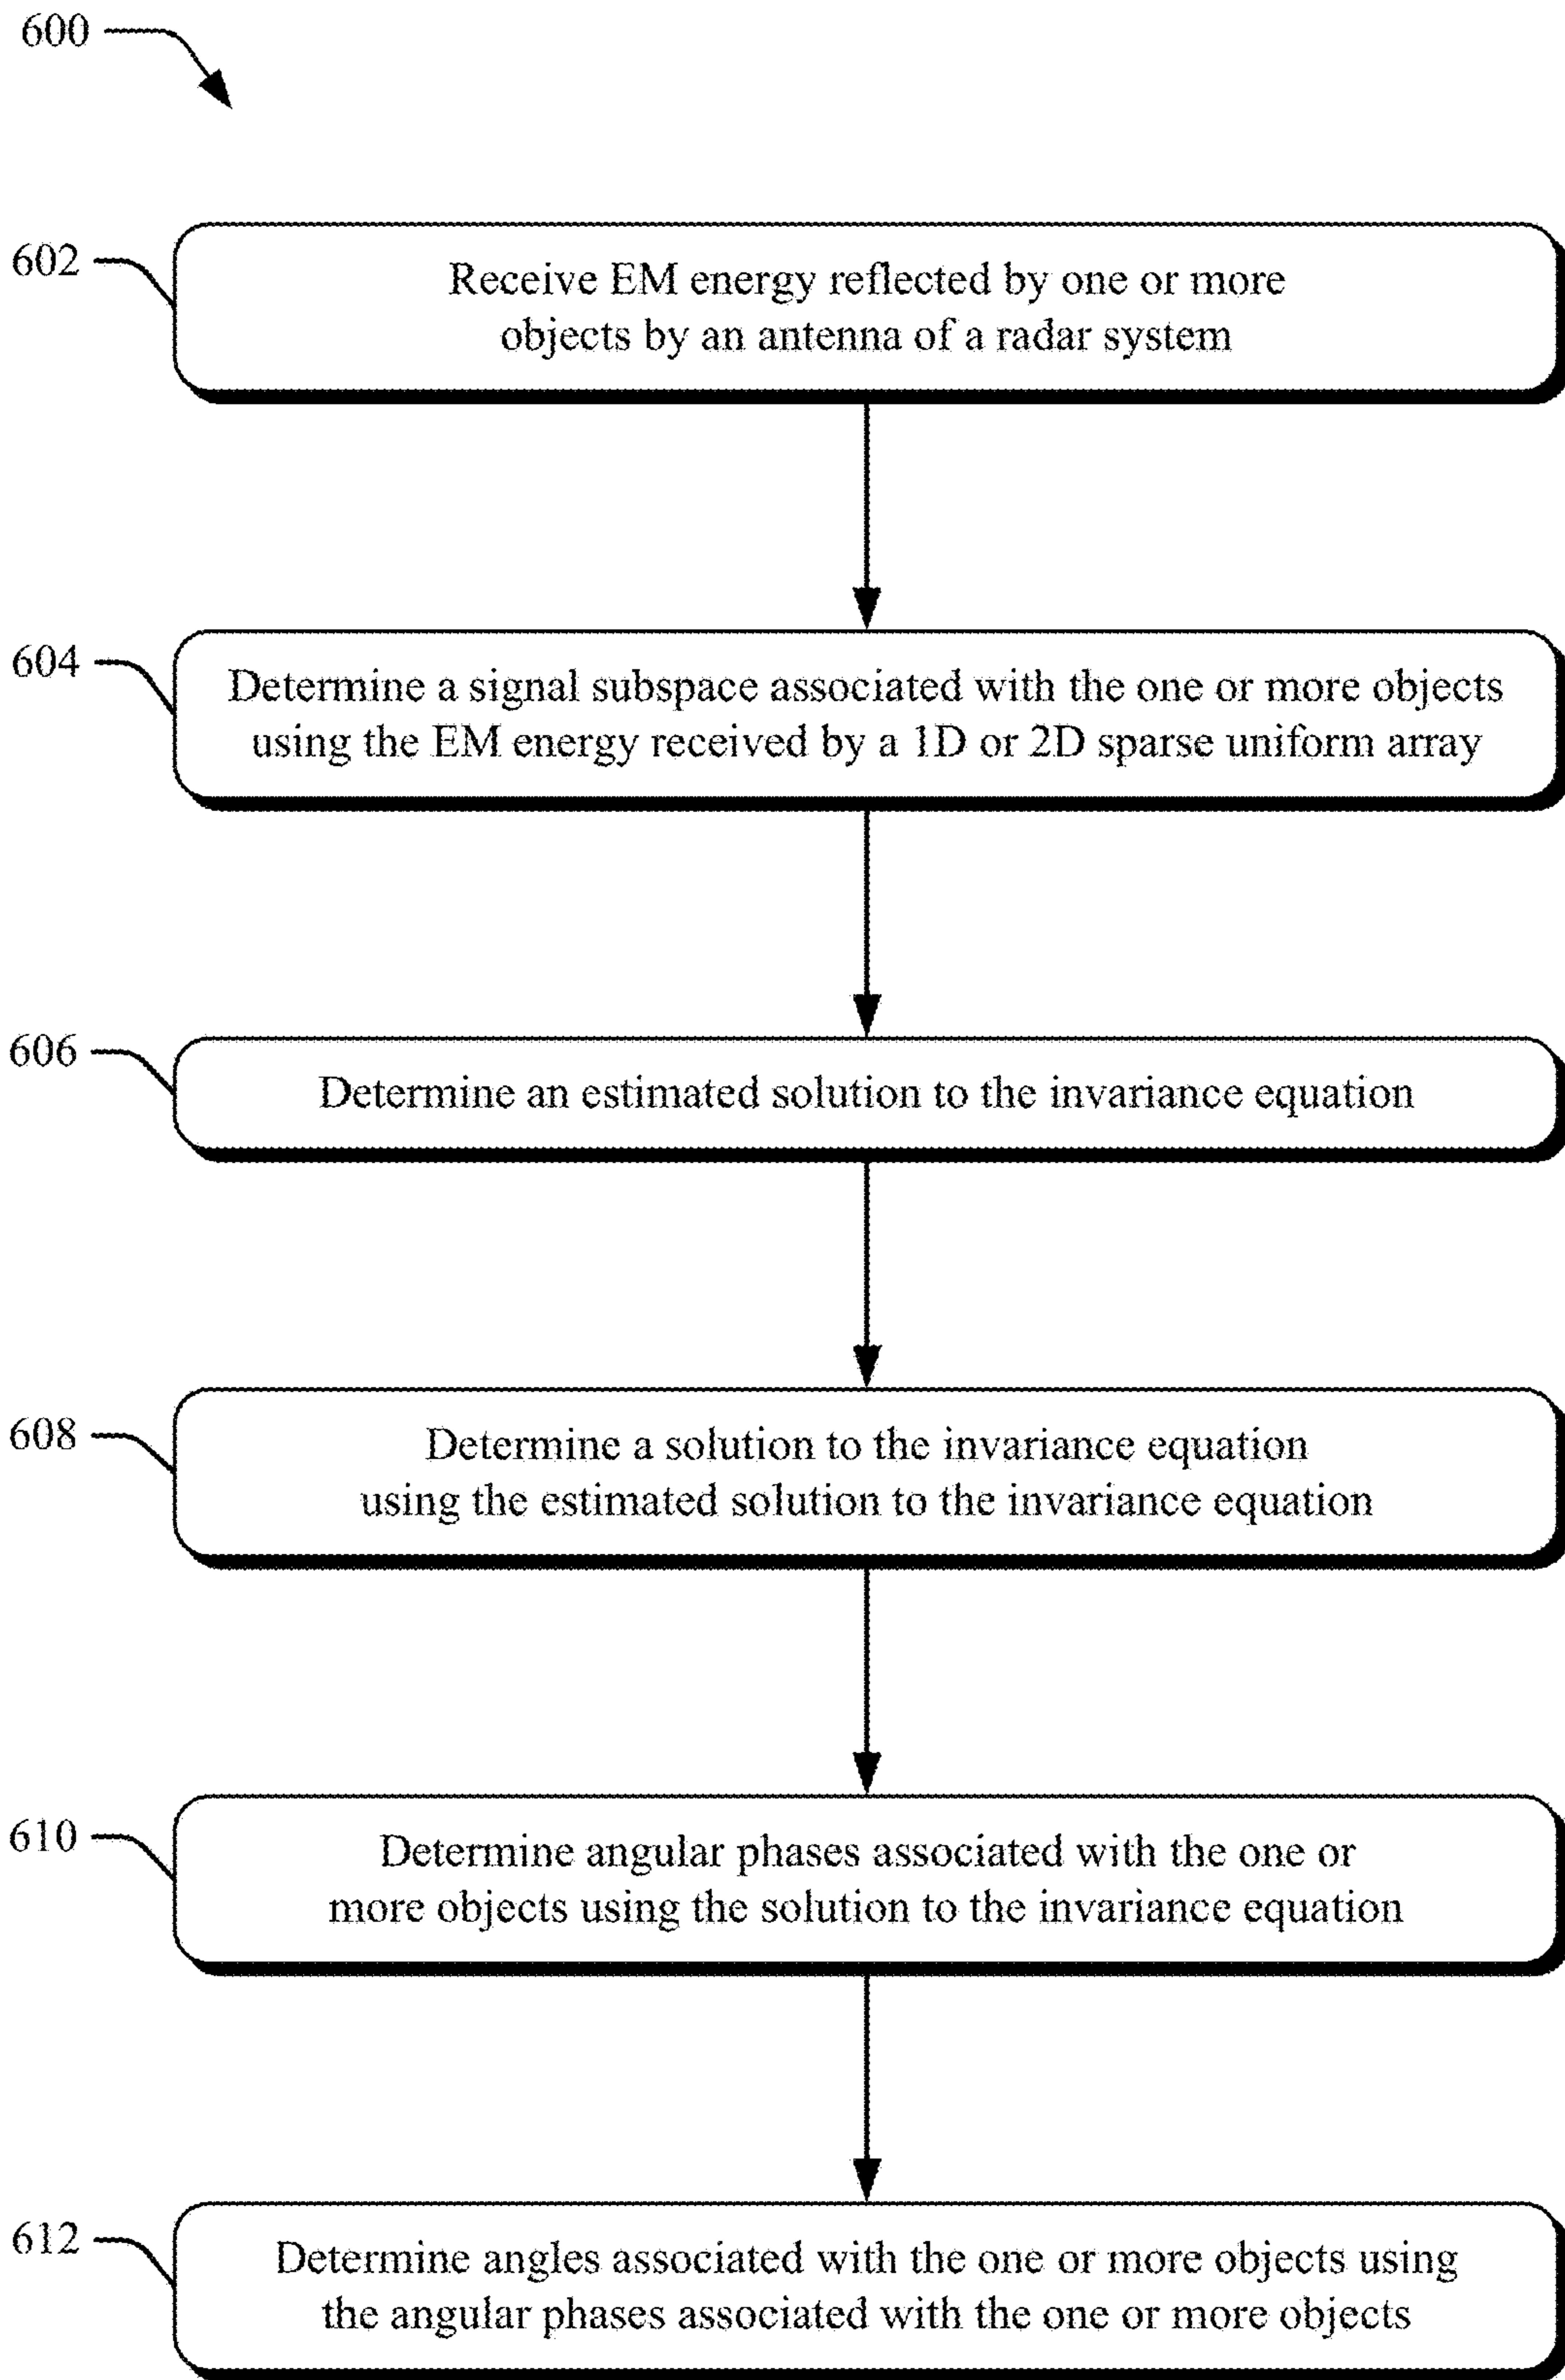 600
602
Receive EM energy reflected by one or more
objects by an antenna of a radar system
604
Determine a signal subspace associated with the one or more objects
using the EM energy received by a 1D or 2D sparse uniform array
606
Determine an estimated solution to the invariance equation
608
Determine a solution to the invariance equation
using the estimated solution to the invariance equation
610
Determine angular phases associated with the one or
more objects using the solution to the invariance equation
612
Determine angles associated with the one or more objects using
the angular phases associated with the one or more objects